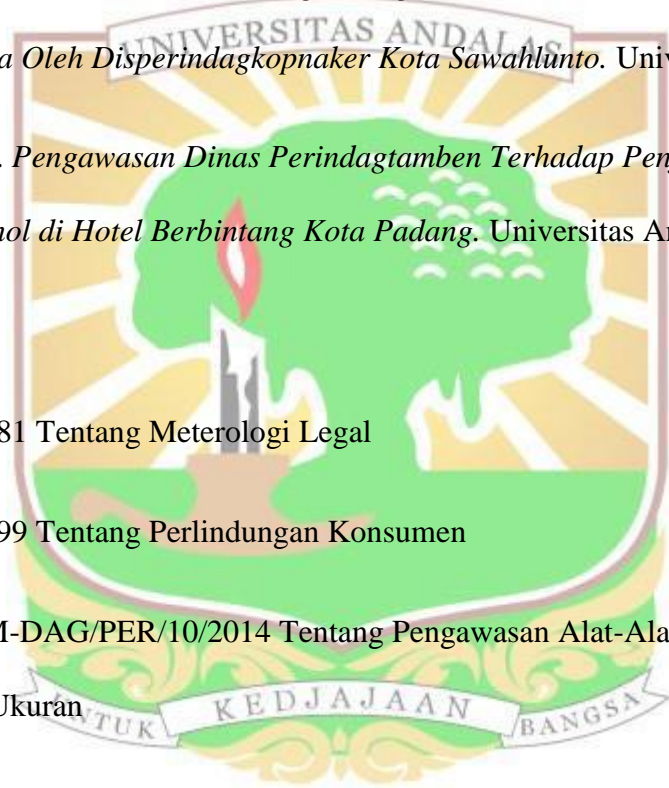 UNIVERSITAS ANDALAS
a Oleh Disperindagkopnaker Kota Sawahlunto. Univ
. Pengawasan Dinas Perindagtamben Terhadap Pen
nol di Hotel Berbintang Kota Padang. Universitas A
81 Tentang Meterologi Legal
99 Tentang Perlindungan Konsumen
M-DAG/PER/10/2014 Tentang Pengawasan Alat-Ala
Ukuran
UNTUK KEDJAJAAN BANGSA